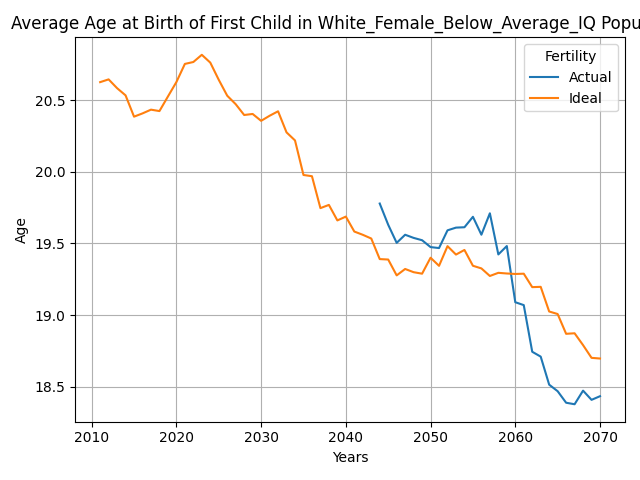 Average Age at Birth of First Child in White_Female_Below_Average_IQ Popu
Fertility
Actual
Ideal
Age
20.5
20.0
19.5
19.0
18.5
2010 2020 2030 2040 2050 2060 2070
Years